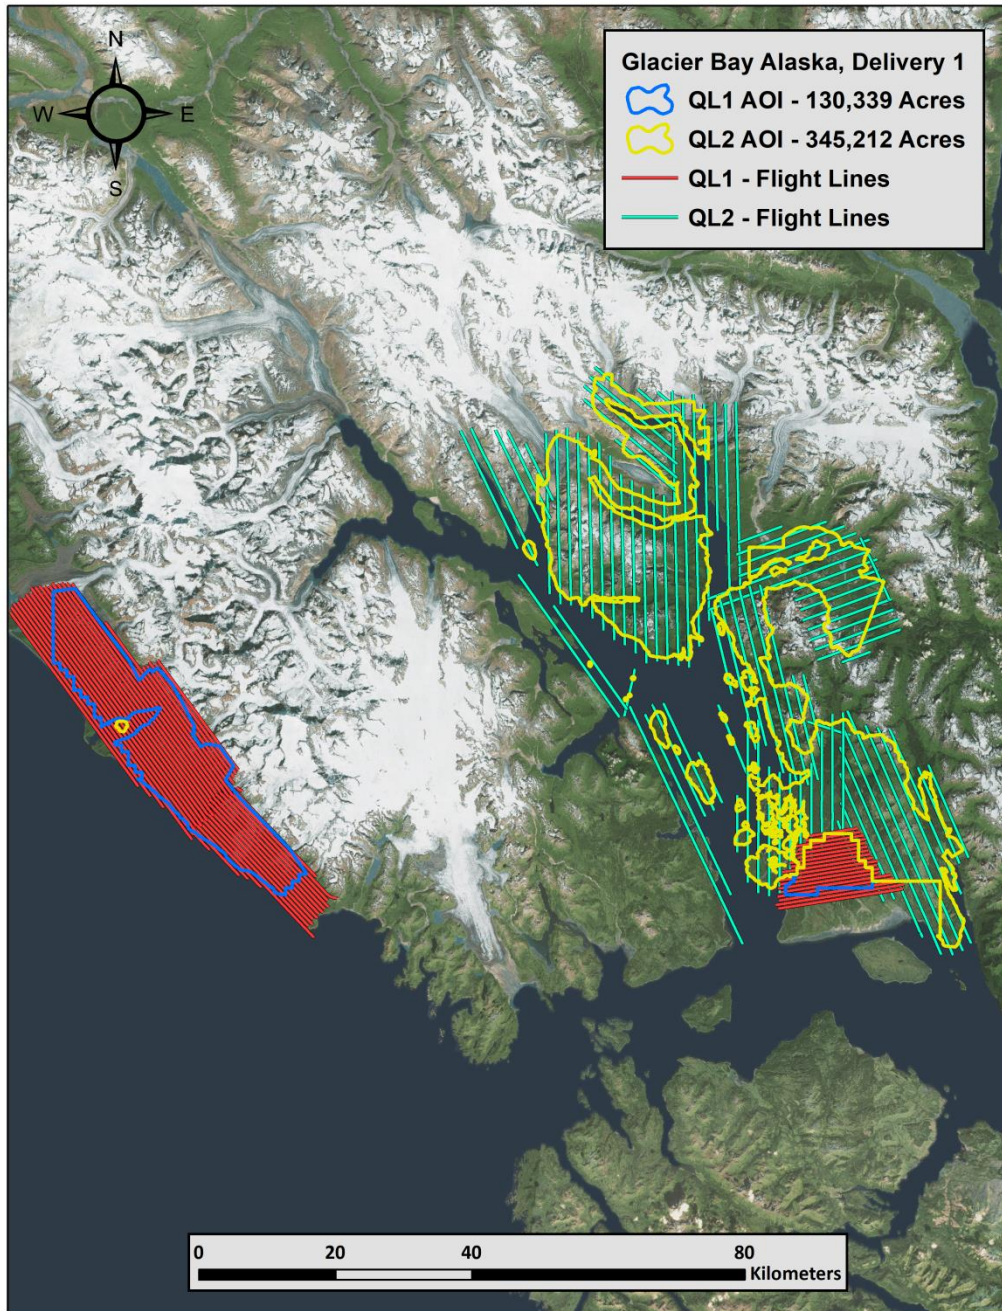 N
W E
S
Glacier Bay Alaska, Delivery 1
QL1 AOI - 130,339 Acres
QL2 AOI - 345,212 Acres
QL1 - Flight Lines
QL2 - Flight Lines
0 20 40 80
Kilometers